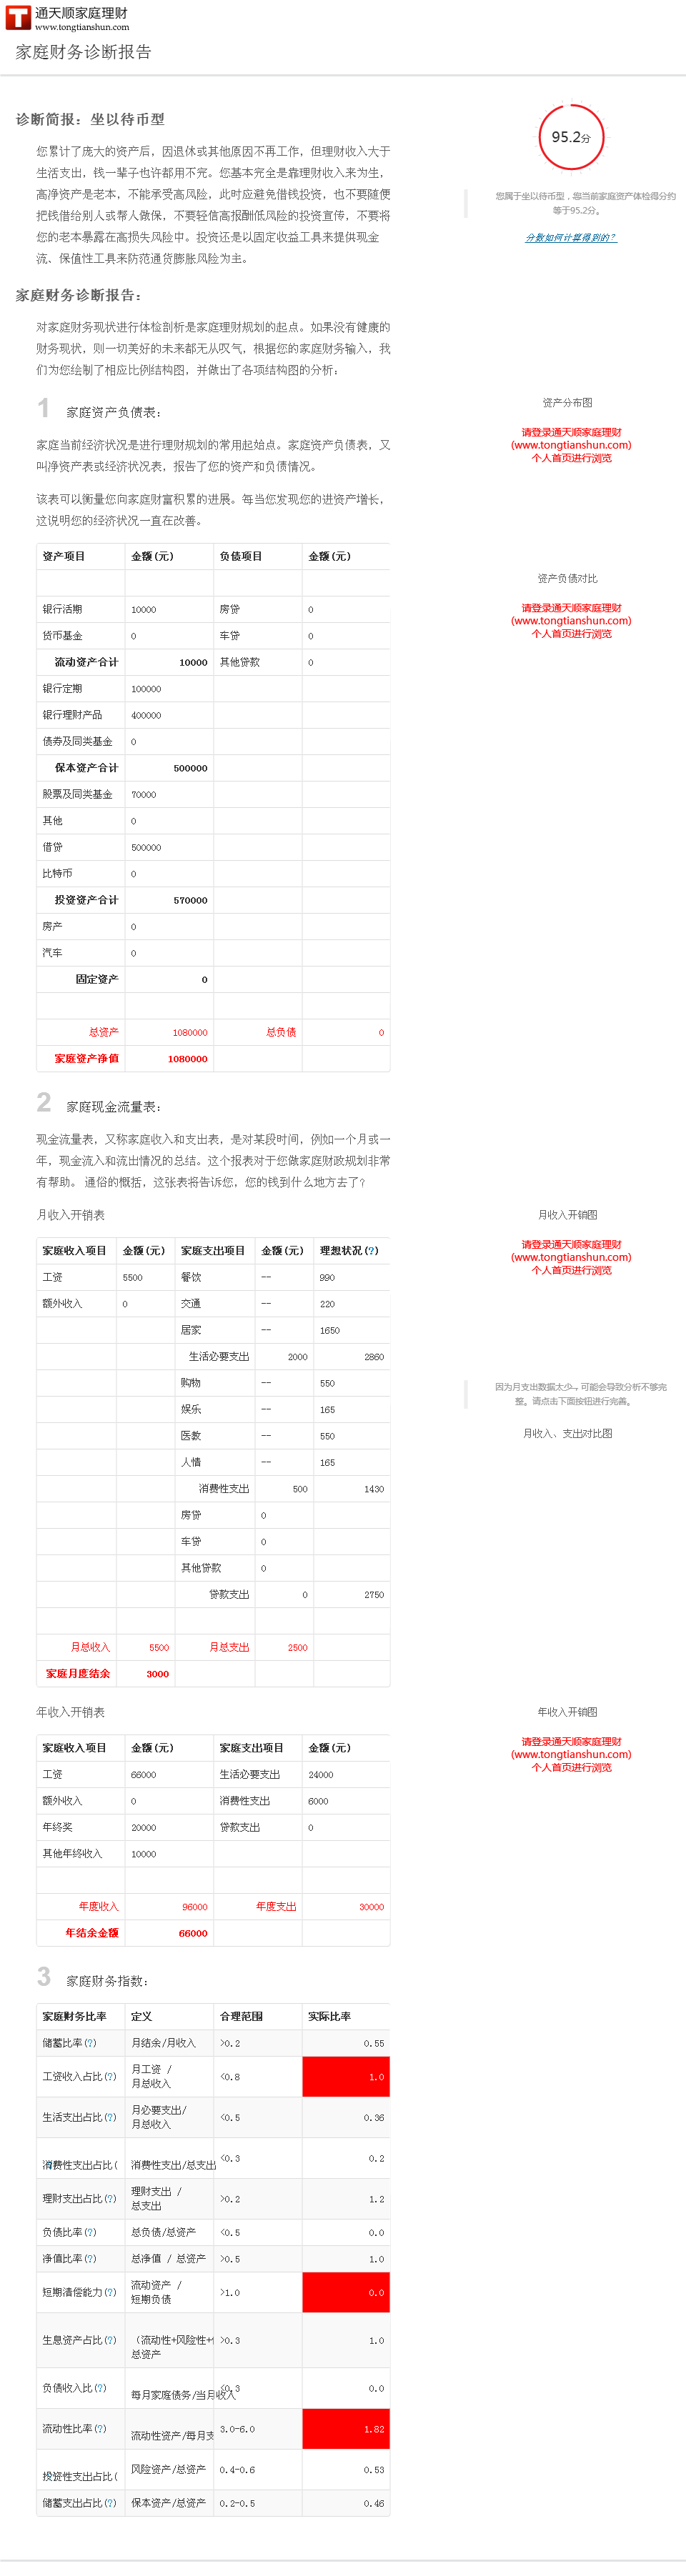 通天顺家庭理财
www.tongtianshun.com
家庭财务诊断报告
诊断简报：坐以待币型
您累计了庞大的资产后，因退休或其他原因不再工作，但理财收入大于
生活支出，钱一辈子也许都用不完。您基本完全是靠理财收入来为生，
高净资产是老本，不能承受高风险，此时应避免借钱投资，也不要随便
把钱借给别人或帮人做保，不要轻信高报酬低风险的投资宣传，不要将
您的老本暴露在高损失风险中。投资还是以固定收益工具来提供现金
流、保值性工具来防范通货膨胀风险为主。
95.2分
您属于坐以待币型，您当前家庭资产体检得分约
等于95.2分。
分数如何计算得到的？
家庭财务诊断报告：
对家庭财务现状进行体检剖析是家庭理财规划的起点。如果没有健康的
财务现状，则一切美好的未来都无从叹气，根据您的家庭财务输入，我
们为您绘制了相应比例结构图，并做出了各项结构图的分析：
1 家庭资产负债表：
家庭当前经济状况是进行理财规划的常用起始点。家庭资产负债表，又
叫净资产表或经济状况表，报告了您的资产和负债情况。
该表可以衡量您向家庭财富积累的进展。每当您发现您的进资产增长，
这说明您的经济状况一直在改善。
资产分布图
请登录通天顺家庭理财
(www.tongtianshun.com)
个人首页进行浏览
资产负债对比
请登录通天顺家庭理财
(www.tongtianshun.com)
个人首页进行浏览
资产项目 金额(元) 负债项目 金额(元)
银行活期 10000 房贷 0
货币基金 0 车贷 0
流动资产合计 10000 其他贷款 0
银行定期 100000
银行理财产品 400000
债券及同类基金 0
保本资产合计 500000
股票及同类基金 70000
其他 0
借贷 500000
比特币 0
投资资产合计 570000
房产 0
汽车 0
固定资产 0
总资产 1080000 总负债 0
家庭资产净值 1080000
2 家庭现金流量表：
现金流量表，又称家庭收入和支出表，是对某段时间，例如一个月或一
年，现金流入和流出情况的总结。这个报表对于您做家庭财政规划非常
有帮助。 通俗的概括，这张表将告诉您，您的钱到什么地方去了?
月收入开销表
月收入开销图
请登录通天顺家庭理财
(www.tongtianshun.com)
个人首页进行浏览
家庭收入项目 金额(元) 家庭支出项目 金额(元) 理想状况(?)
工资 5500 餐饮 -- 990
额外收入 0 交通 -- 220
居家 -- 1650
生活必要支出 2000 2860
购物 -- 550
娱乐 -- 165
医教 -- 550
人情 -- 165
消费性支出 500 1430
房贷 0
车贷 0
其他贷款 0
贷款支出 0 2750
月总收入 5500 月总支出 2500
家庭月度结余 3000
因为月支出数据太少，可能会导致分析不够完
整。请点击下面按钮进行完善。
月收入、支出对比图
年收入开销表
年收入开销图
请登录通天顺家庭理财
(www.tongtianshun.com)
个人首页进行浏览
家庭收入项目 金额(元) 家庭支出项目 金额(元)
工资 66000 生活必要支出 24000
额外收入 0 消费性支出 6000
年终奖 20000 贷款支出 0
其他年终收入 10000
年度收入 96000 年度支出 30000
年结余金额 66000
3 家庭财务指数：
家庭财务比率 定义 合理范围 实际比率
储蓄比率(?) 月结余/月收入 >0.2 0.55
工资收入占比(?) 月工资 /
月总收入 <0.8 1.0
生活支出占比(?) 月必要支出/
月总收入 <0.5 0.36
消费性支出占比( 消费性支出/总支出 <0.3 0.2
理财支出占比(?) 理财支出 /
总支出 >0.2 1.2
负债比率(?) 总负债/总资产 <0.5 0.0
净值比率(?) 总净值 / 总资产 >0.5 1.0
短期清偿能力(?) 流动资产 /
短期负债 >1.0 0.0
生息资产占比(?) （流动性+风险性+ >0.3 1.0
总资产
负债收入比(?) 每月家庭债务/当月收入 <0.3 0.0
流动性比率(?) 流动性资产/每月支 3.0-6.0 1.82
投资性支出占比( 风险资产/总资产 0.4-0.6 0.53
储蓄支出占比(?) 保本资产/总资产 0.2-0.5 0.46